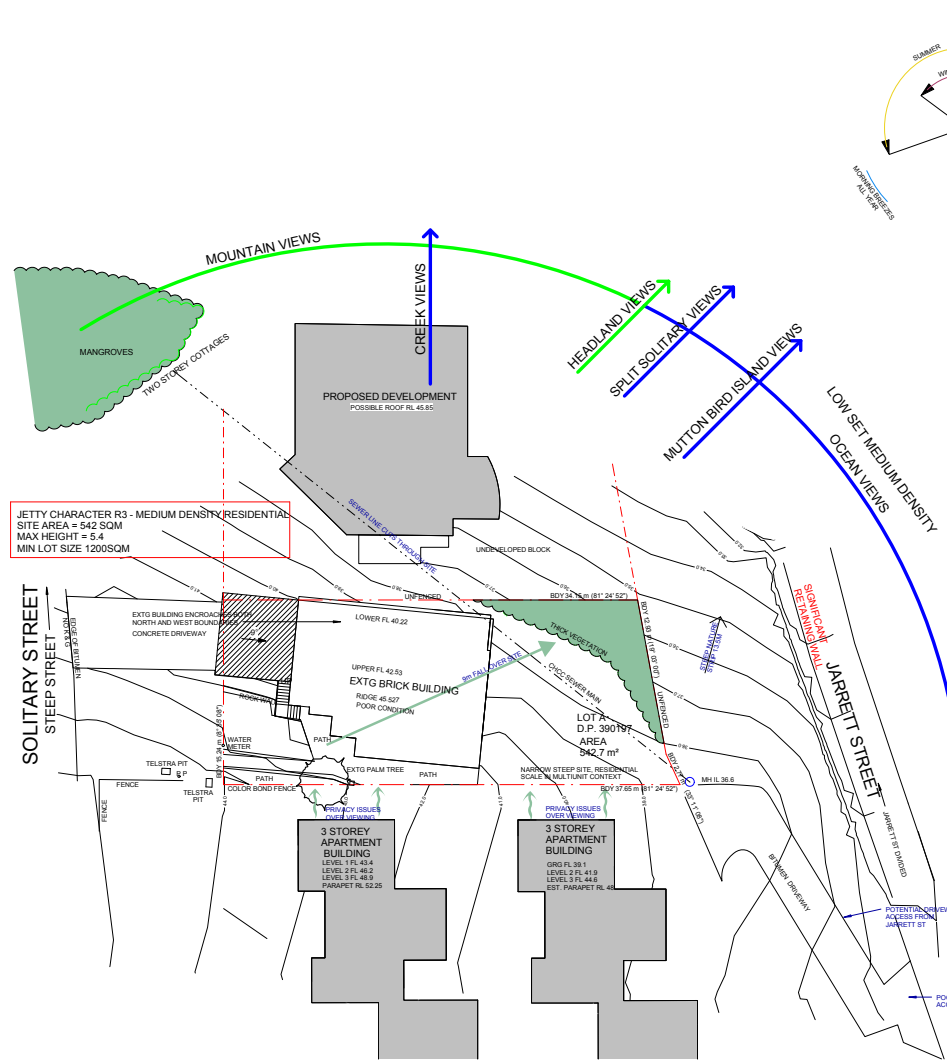 SUMMER
MORNING BREEZES
ALL YEAR
MOUNTAIN VIEWS
CREEK VIEWS
HEADLAND VIEWS
SPLIT SOLITARY VIEWS
MUTTON BIRD ISLAND VIEWS
LOW SET MEDIUM DENSITY
OCEAN VIEWS
MANGROVES
TWO STOREY COTTAGES
PROPOSED DEVELOPMENT
POSSIBLE ROOF RL 45.85
JETTY CHARACTER R3 - MEDIUM DENSITY RESIDENTIAL
SITE AREA = 542 SQM
MAX HEIGHT = 5.4
MIN LOT SIZE 1200SQM
SEWER LINE CUTS THROUGH SITE
UNDEVELOPED BLOCK
SIGNIFICANT
RETAINING WALL
SOLITARY STREET
STEEP STREET
EDGE OF BITUMEN
NO K & G
UNFENCED
BDY 34.15 m (81° 24' 52")
EXTG BUILDING ENCROACHES BOTH
NORTH AND WEST BOUNDARIES
CONCRETE DRIVEWAY
LOWER FL 40.22
THICK VEGETATION
STEEP NATURE
STRIP 13.5M
UPPER FL 42.53
EXTG BRICK BUILDING
RIDGE 45.527
POOR CONDITION
9m FALL OVER SITE
CHCC SEWER MAIN
UNFENCED
ROCK WALL
LOT A
D.P. 390197
AREA
542.7 m²
JARRETT STREET
WATER
METER
PATH
TELSTRA PIT
P P
FENCE
TELSTRA
PIT
PATH
COLOR BOND FENCE
EXTG PALM TREE
PATH
NARROW STEEP SITE, RESIDENTIAL
SCALE IN MULTIUNIT CONTEXT
BDY 37.65 m (81° 24' 52")
MH IL 36.6
FENCE
PRIVACY ISSUES
OVER VIEWING
PRIVACY ISSUES
OVER VIEWING
3 STOREY
APARTMENT
BUILDING
LEVEL 1 FL 43.4
LEVEL 2 FL 46.2
LEVEL 3 FL 48.9
PARAPET RL 52.25
3 STOREY
APARTMENT
BUILDING
GRG FL 39.1
LEVEL 2 FL 41.9
LEVEL 3 FL 44.6
EST. PARAPET RL 48
JARRETT ST DIVIDED
BITUMEN DRIVEWAY
POTENTIAL DRIVEW
ACCESS FROM
JARRETT ST